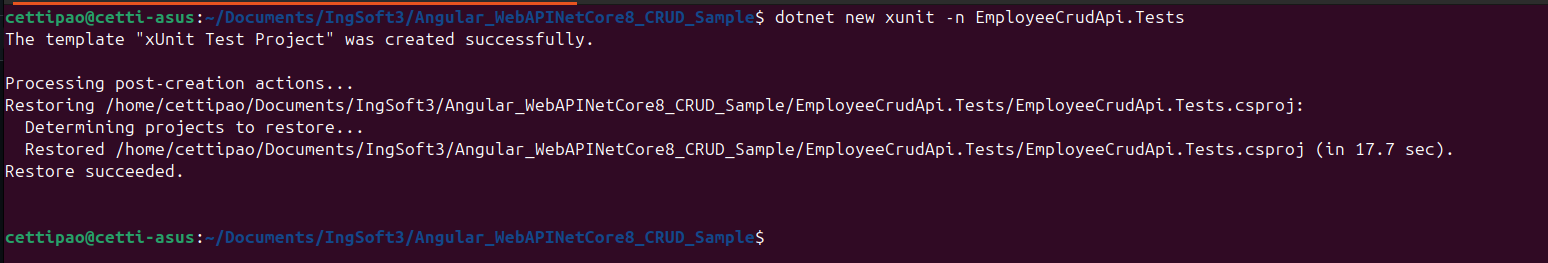 cettipao@cetti-asus:~/Documents/IngSoft3/Angular_WebAPINetCore8_CRUD_Sample$ dotnet new xunit -n EmployeeCrudApi.Tests
The template "xUnit Test Project" was created successfully.
Processing post-creation actions...
Restoring /home/cettipao/Documents/IngSoft3/Angular_WebAPINetCore8_CRUD_Sample/EmployeeCrudApi.Tests/EmployeeCrudApi.Tests.csproj:
  Determining projects to restore...
  Restored /home/cettipao/Documents/IngSoft3/Angular_WebAPINetCore8_CRUD_Sample/EmployeeCrudApi.Tests/EmployeeCrudApi.Tests.csproj (in 17.7 sec).
Restore succeeded.
cettipao@cetti-asus:~/Documents/IngSoft3/Angular_WebAPINetCore8_CRUD_Sample$